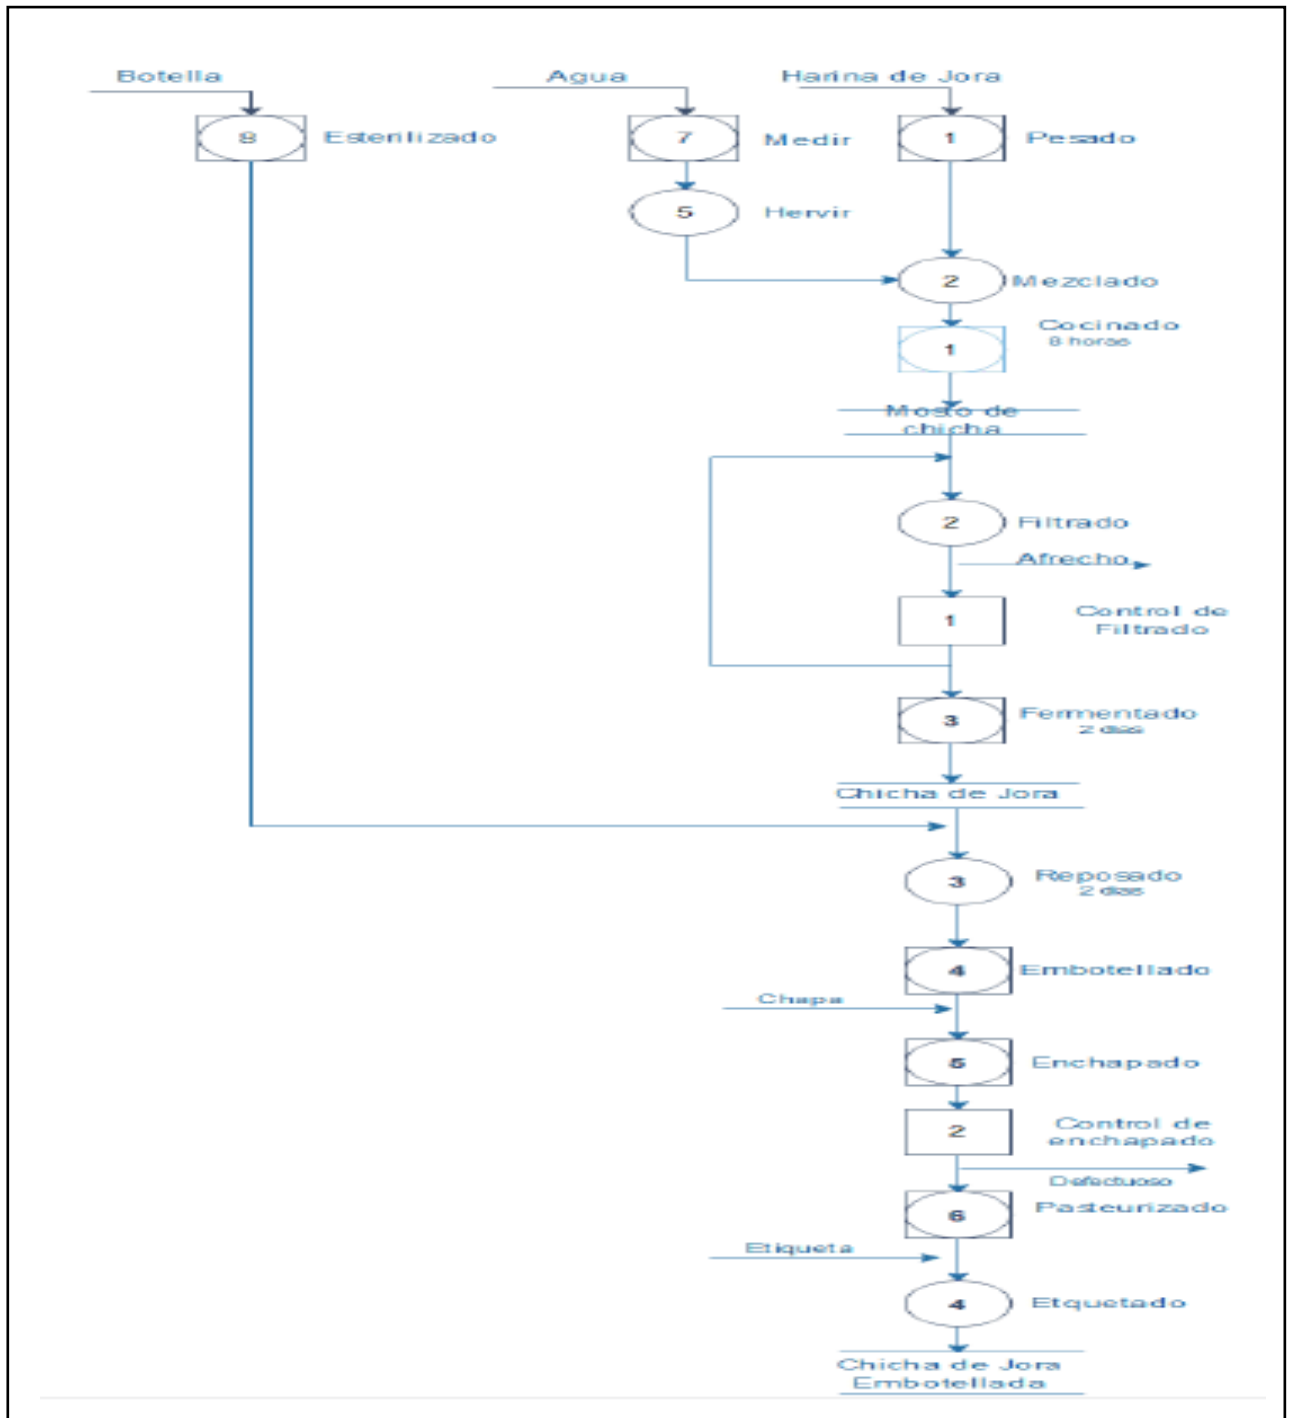 Botella
Agua
Harina de Jora
8
Esterilizado
7
Medir
1
Pesado
5
Hervir
2
Mezclado
Cocinado
8 horas
1
Mosto de
chicha
2
Filtrado
Afrecho
1
Control de
Filtrado
3
Fermentado
2 dias
Chicha de Jora
3
Reposado
2 dias
4
Embotellado
Chapa
5
Enchapado
2
Control de
enchapado
Defectuoso
6
Pasteurizado
Etiqueta
4
Etquetado
Chicha de Jora
Embotellada